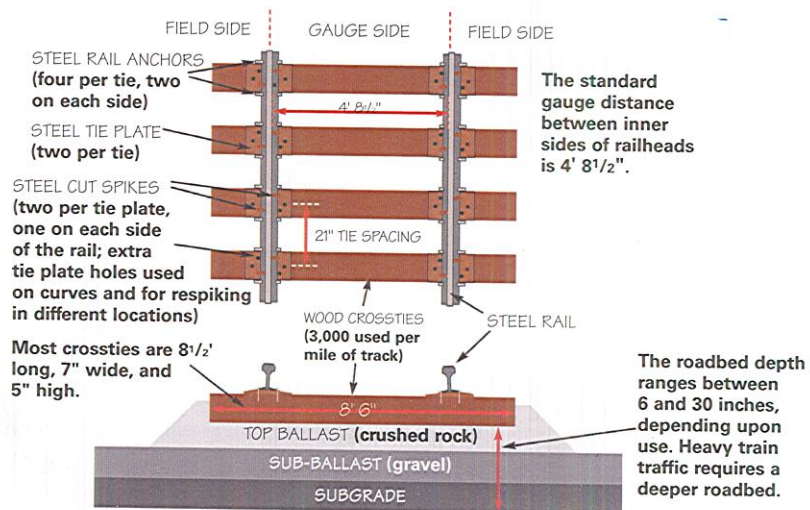 FIELD SIDE
GAUGE SIDE
FIELD SIDE
STEEL RAIL ANCHORS
(four per tie, two
on each side)
4' 8½"
The standard
gauge distance
between inner
sides of railheads
is 4' 8½".
STEEL TIE PLATE
(two per tie)
STEEL CUT SPIKES
(two per tie plate,
one on each side
of the rail; extra
tie plate holes used
on curves and for respiking
in different locations)
21" TIE SPACING
WOOD CROSSTIES
(3,000 used per
mile of track)
STEEL RAIL
Most crossties are 8½'
long, 7" wide, and
5" high.
The roadbed depth
ranges between
6 and 30 inches,
depending upon
use. Heavy train
traffic requires a
deeper roadbed.
8' 6"
TOP BALLAST (crushed rock)
SUB-BALLAST (gravel)
SUBGRADE